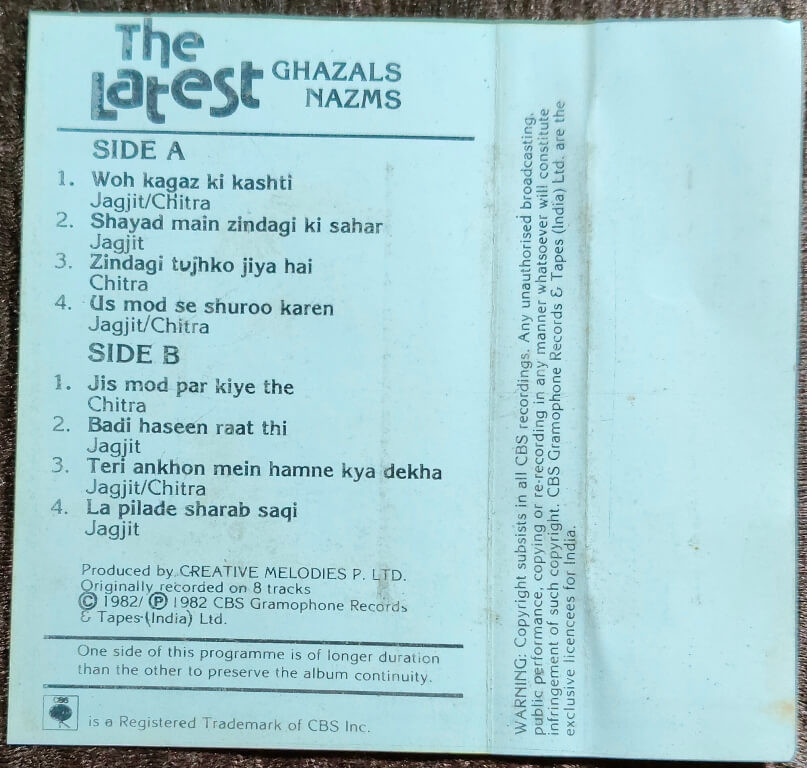 The
Latest GHAZALS
NAZMS
SIDE A
1. Woh kagaz ki kashti
Jagjit/Chitra
2. Shayad main zindagi ki sahar
Jagjit
3. Zindagi tujhko jiya hai
Chitra
4. Us mod se shuroo karen
Jagjit/Chitra
SIDE B
1. Jis mod par kiye the
Chitra
2. Badi haseen raat thi
Jagjit
3. Teri ankhon mein hamne kya dekha
Jagjit/Chitra
4. La pilade sharab saqi
Jagjit
Produced by CREATIVE MELODIES P. LTD.
Originally recorded on 8 tracks
© 1982/ ℗ 1982 CBS Gramophone Records
& Tapes (India) Ltd.
One side of this programme is of longer duration
than the other to preserve the album continuity.
CBS
is a Registered Trademark of CBS Inc.
WARNING: Copyright subsists in all CBS recordings. Any unauthorised broadcasting,
public performance, copying or re-recording in any manner whatsoever will constitute
infringement of such copyright. CBS Gramophone Records & Tapes (India) Ltd. are the
exclusive licencees for India.